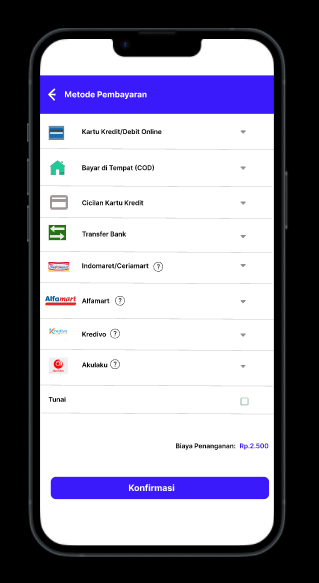 Metode Pembayaran
Kartu Kredit/Debit Online
Bayar di Tempat (COD)
Cicilan Kartu Kredit
Transfer Bank
Indomaret/Ceriamart ?
Alfamart Alfamart ?
Kredivo Kredivo ?
Akulaku ?
Tunai
Biaya Penanganan: Rp.2.500
Konfirmasi